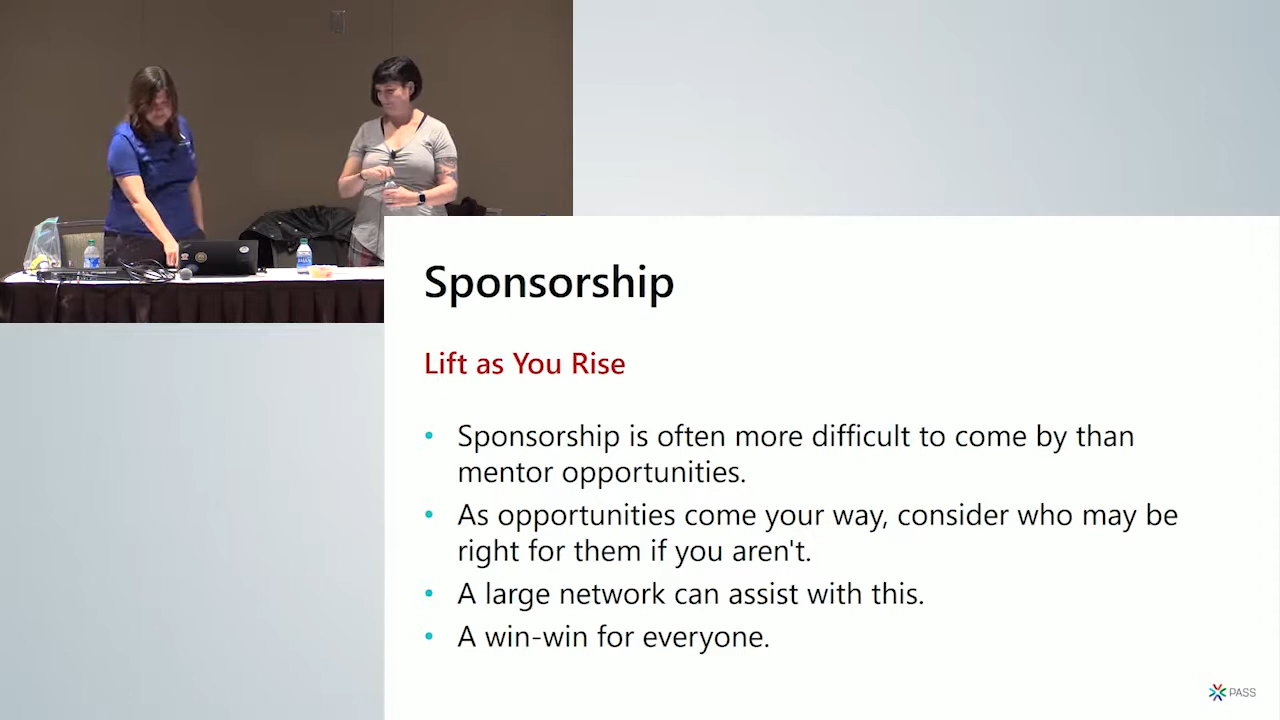 Sponsorship
Lift as You Rise
• Sponsorship is often more difficult to come by than
mentor opportunities.
• As opportunities come your way, consider who may be
right for them if you aren't.
• A large network can assist with this.
• A win-win for everyone.
PASS